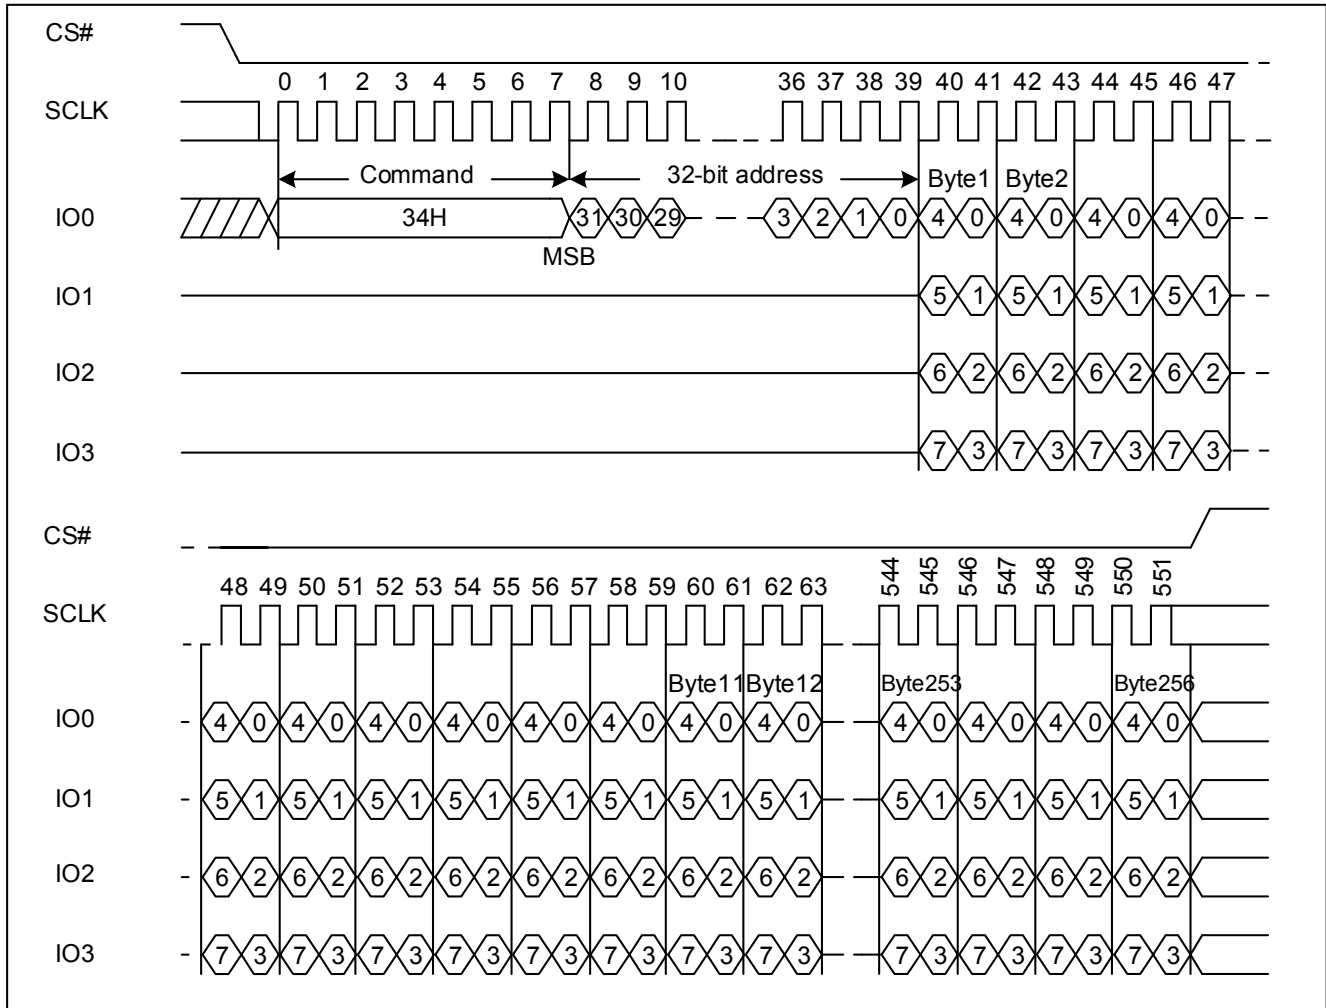 CS#
0 1 2 3 4 5 6 7 8 9 10 36 37 38 39 40 41 42 43 44 45 46 47
SCLK
Command 32-bit address Byte1 Byte2
IO0 34H 31 30 29 3 2 1 0 4 0 4 0 4 0 4 0
MSB
IO1 5 1 5 1 5 1 5 1
IO2 6 2 6 2 6 2 6 2
IO3 7 3 7 3 7 3 7 3
CS#
48 49 50 51 52 53 54 55 56 57 58 59 60 61 62 63 544 545 546 547 548 549 550 551
SCLK
Byte11 Byte12 Byte253 Byte256
IO0 4 0 4 0 4 0 4 0 4 0 4 0 4 0 4 0 4 0 4 0 4 0 4 0
IO1 5 1 5 1 5 1 5 1 5 1 5 1 5 1 5 1 5 1 5 1 5 1 5 1
IO2 6 2 6 2 6 2 6 2 6 2 6 2 6 2 6 2 6 2 6 2 6 2 6 2
IO3 7 3 7 3 7 3 7 3 7 3 7 3 7 3 7 3 7 3 7 3 7 3 7 3